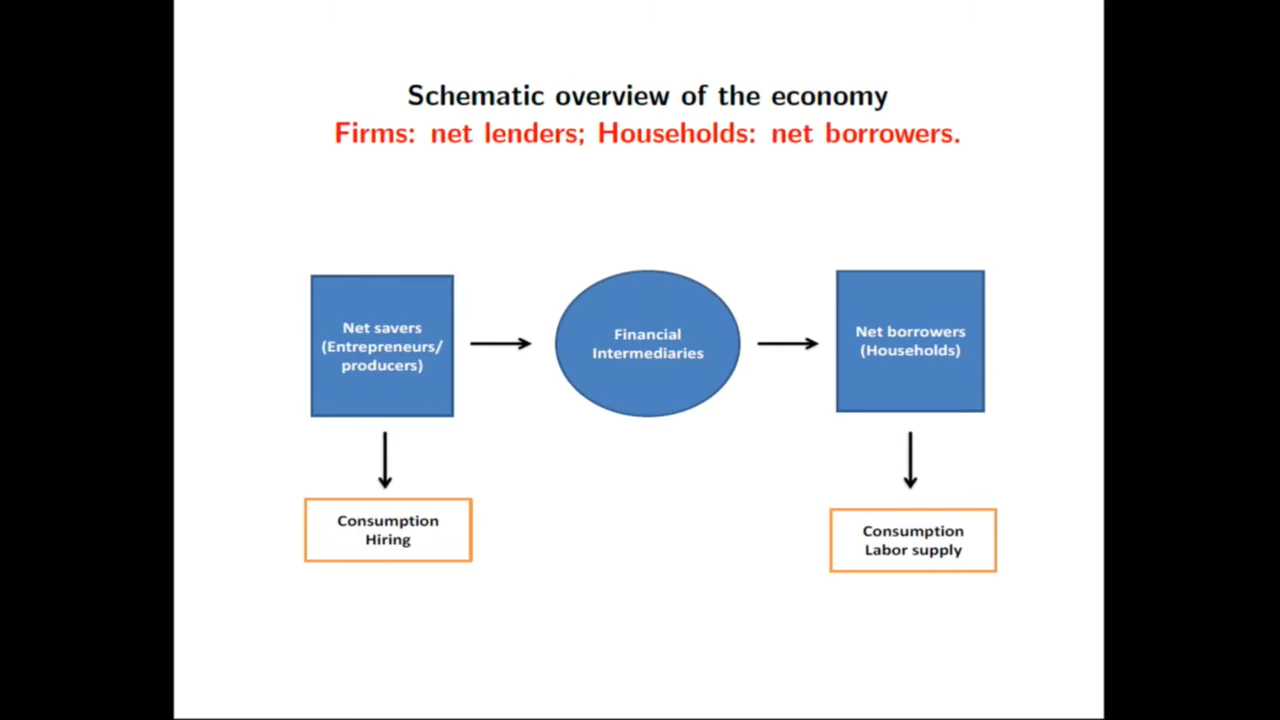 Schematic overview of the economy
Firms: net lenders; Households: net borrowers.
Net savers
(Entrepreneurs/
producers)
Financial
Intermediaries
Net borrowers
(Households)
Consumption
Hiring
Consumption
Labor supply